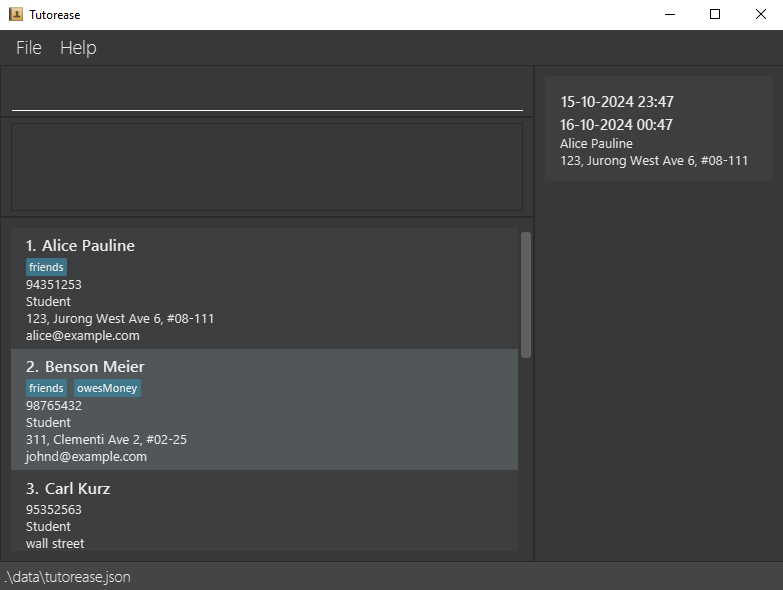 Tutorease
File Help
1. Alice Pauline
friends
94351253
Student
123, Jurong West Ave 6, #08-111
alice@example.com
2. Benson Meier
friends owesMoney
98765432
Student
311, Clementi Ave 2, #02-25
johnd@example.com
3. Carl Kurz
95352563
Student
wall street
15-10-2024 23:47
16-10-2024 00:47
Alice Pauline
123, Jurong West Ave 6, #08-111
.\data\tutorease.json